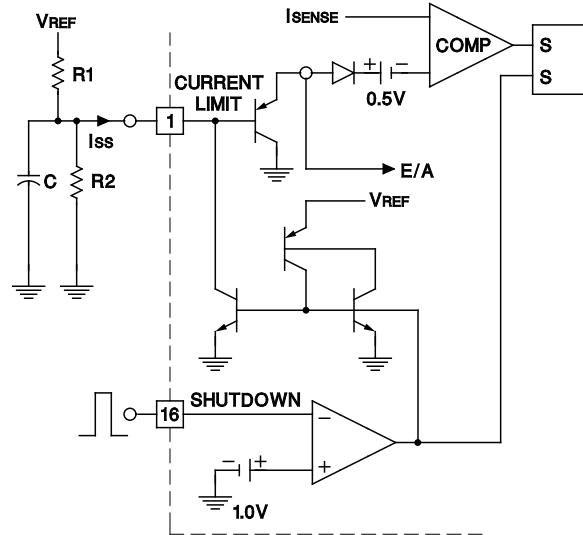 ISENSE
VREF
COMP
S
S
R1
CURRENT
LIMIT
+ −
0.5V
1
ISS
C
R2
E/A
VREF
16
SHUTDOWN
−
− +
+
1.0V